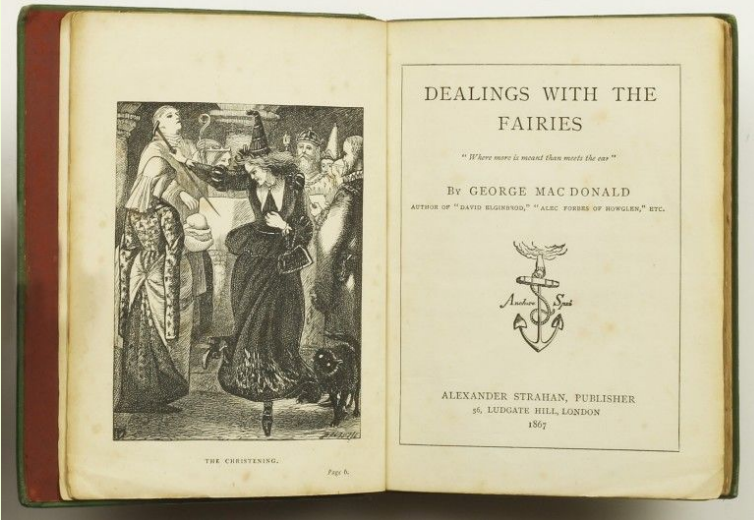 THE CHRISTENING.
Page 6.
DEALINGS WITH THE
FAIRIES
"Where more is meant than meets the ear"
BY GEORGE MAC DONALD
AUTHOR OF "DAVID ELGINBROD," "ALEC FORBES OF HOWGLEN," ETC.
Anchora Spei
ALEXANDER STRAHAN, PUBLISHER
56, LUDGATE HILL, LONDON
1867